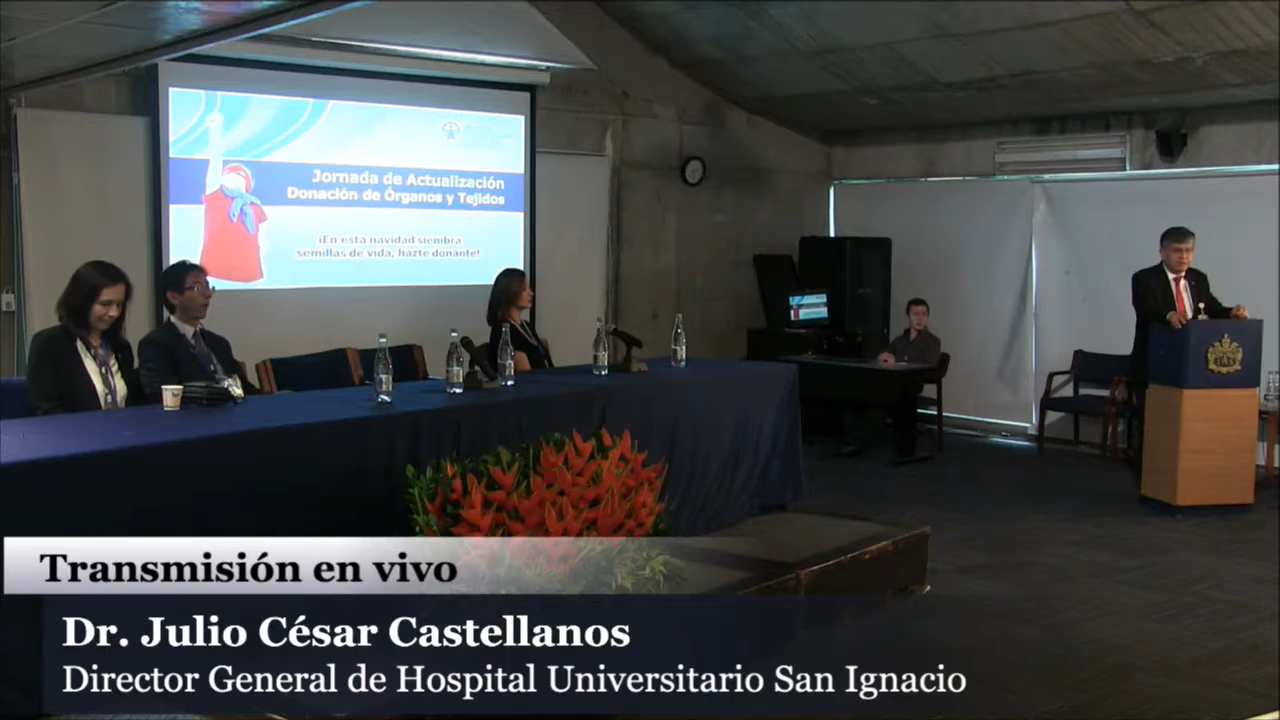 Jornada de Actualización
Donación de Órganos y Tejidos
¡En esta navidad siembra
semillas de vida, hazte donante!
Transmisión en vivo
Dr. Julio César Castellanos
Director General de Hospital Universitario San Ignacio